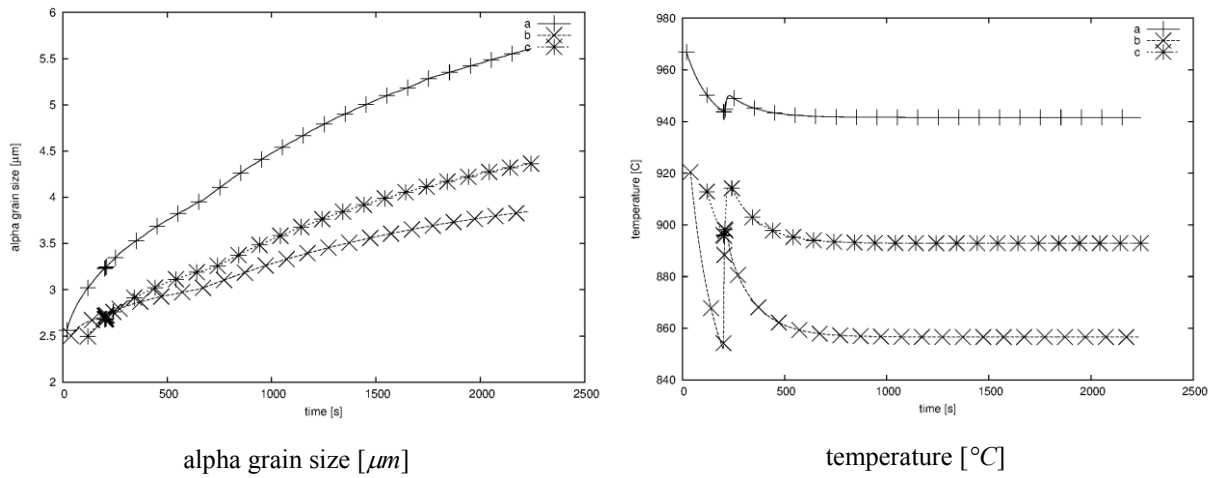 6
5.5
5
4.5
4
3.5
3
2.5
2
alpha grain size [μm]
0
500
1000
1500
2000
2500
time [s]
a
b
c
alpha grain size [μm]
980
960
940
920
900
880
860
840
temperature [C]
0
500
1000
1500
2000
2500
time [s]
a
b
c
temperature [°C]